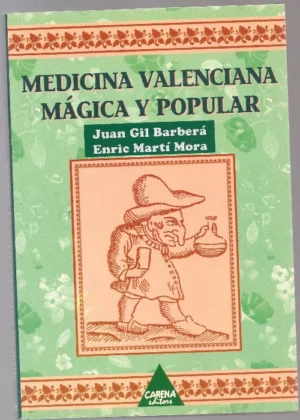 MEDICINA VALENCIANA
MÁGICA Y POPULAR
Juan Gil Barberá
Enric Martí Mora
CARENA
editors